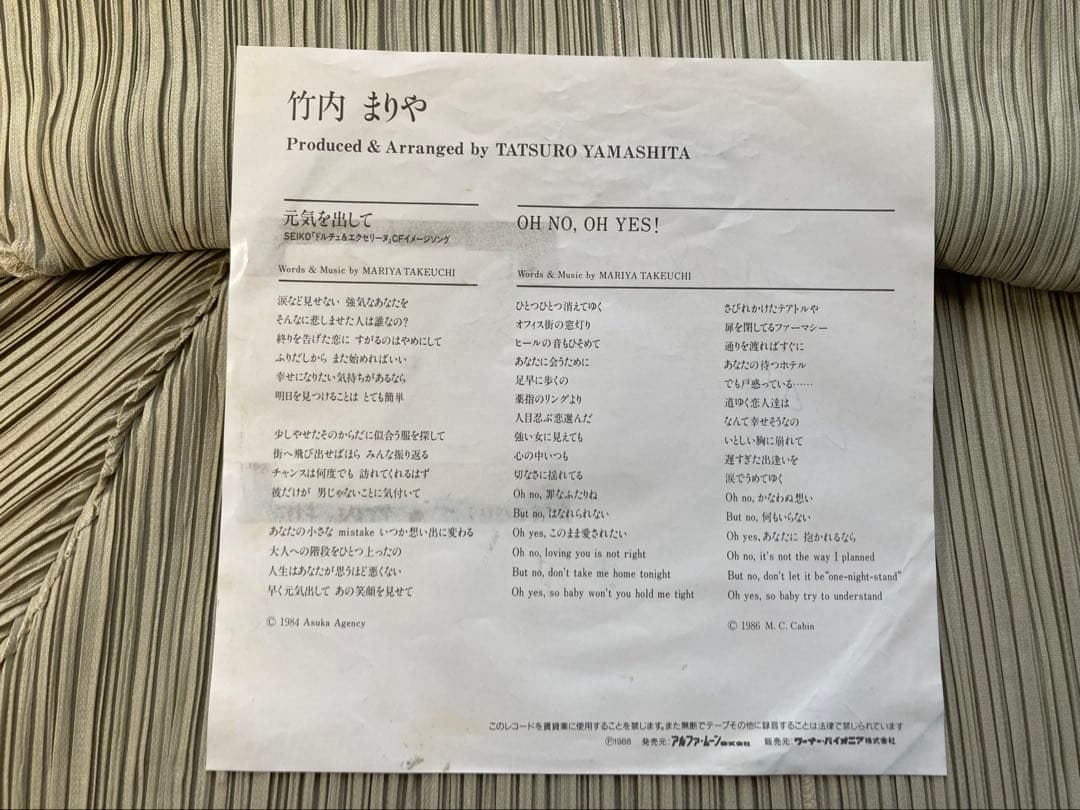 竹内 まりや
Produced & Arranged by TATSURO YAMASHITA
元気を出して
SEIKO「ドルチェ&エクセリーヌ」CFイメージソング
Words & Music by MARIYA TAKEUCHI
涙など見せない 強気なあなたを
そんなに悲しませた人は誰なの?
終りを告げた恋に すがるのはやめにして
ふりだしから また始めればいい
幸せになりたい気持ちがあるなら
明日を見つけることは とても簡単
少しやせたそのからだに似合う服を探して
街へ飛び出せばほら みんな振り返る
チャンスは何度でも 訪れてくれるはず
彼だけが 男じゃないことに気付いて
あなたの小さな mistake いつか想い出に変わる
大人への階段をひとつ上ったの
人生はあなたが思うほど悪くない
早く元気出して あの笑顔を見せて
© 1984 Asuka Agency
OH NO, OH YES!
Words & Music by MARIYA TAKEUCHI
ひとつひとつ消えてゆく
オフィス街の窓灯り
ヒールの音もひそめて
あなたに会うために
足早に歩くの
薬指のリングより
人目忍ぶ恋選んだ
強い女に見えても
心の中いつも
切なさに揺れてる
Oh no, 罪なふたりね
But no, はなれられない
Oh yes, このまま愛されたい
Oh no, loving you is not right
But no, don't take me home tonight
Oh yes, so baby won't you hold me tight
さびれかけたテアトルや
扉を閉してるファーマシー
通りを渡ればすぐに
あなたの待つホテル
でも戸惑っている……
道ゆく恋人達は
なんて幸せそうなの
いとしい胸に崩れて
遅すぎた出逢いを
涙でうめてゆく
Oh no, かなわぬ想い
But no, 何もいらない
Oh yes, あなたに 抱かれるなら
Oh no, it's not the way I planned
But no, don't let it be"one-night-stand"
Oh yes, so baby try to understand
© 1986 M. C. Cabin
このレコードを賃貸業に使用することを禁じます。また無断でテープその他に録音することは法律で禁じられています
Ⓟ1988 発売元:アルファ・ムーン株式会社 販売元:ワーナー・パイオニア株式会社